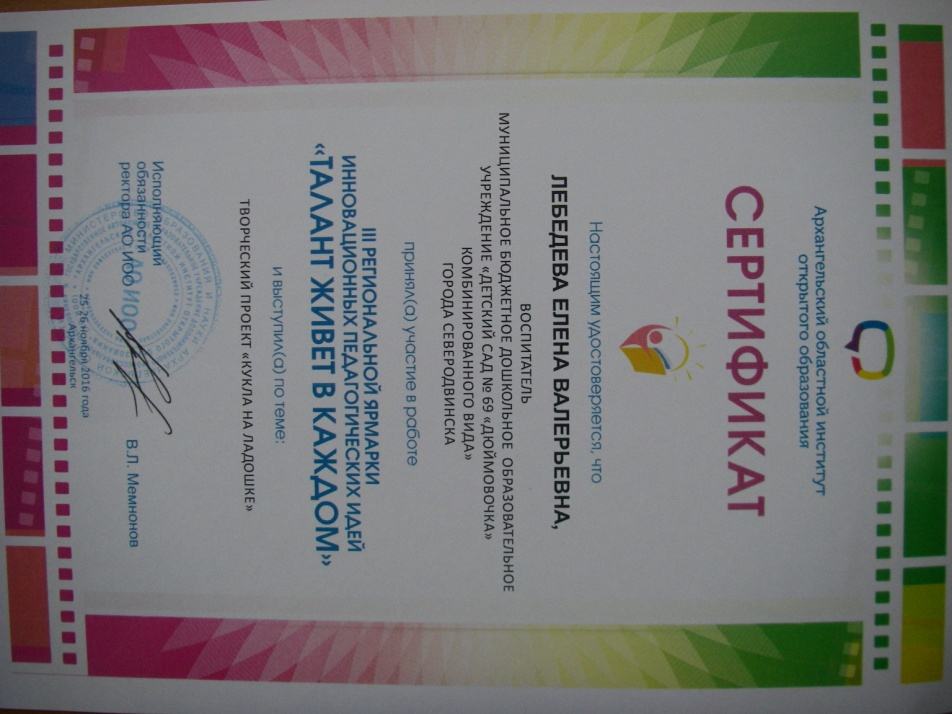 Архангельский областной институт
открытого образования
СЕРТИФИКАТ
Настоящим удостоверяется, что
ЛЕБЕДЕВА ЕЛЕНА ВАЛЕРЬЕВНА,
ВОСПИТАТЕЛЬ
МУНИЦИПАЛЬНОЕ БЮДЖЕТНОЕ ДОШКОЛЬНОЕ ОБРАЗОВАТЕЛЬНОЕ
УЧРЕЖДЕНИЕ «ДЕТСКИЙ САД № 69 «ДЮЙМОВОЧКА»
КОМБИНИРОВАННОГО ВИДА»
ГОРОДА СЕВЕРОДВИНСКА
принял(а) участие в работе
III РЕГИОНАЛЬНОЙ ЯРМАРКИ
ИННОВАЦИОННЫХ ПЕДАГОГИЧЕСКИХ ИДЕЙ
«ТАЛАНТ ЖИВЕТ В КАЖДОМ»
и выступил(а) по теме:
ТВОРЧЕСКИЙ ПРОЕКТ «КУКЛА НА ЛАДОШКЕ»
Исполняющий
обязанности
ректора АО ИОО
В.Л. Мемнонов
25-26 ноября 2016 года
Архангельск